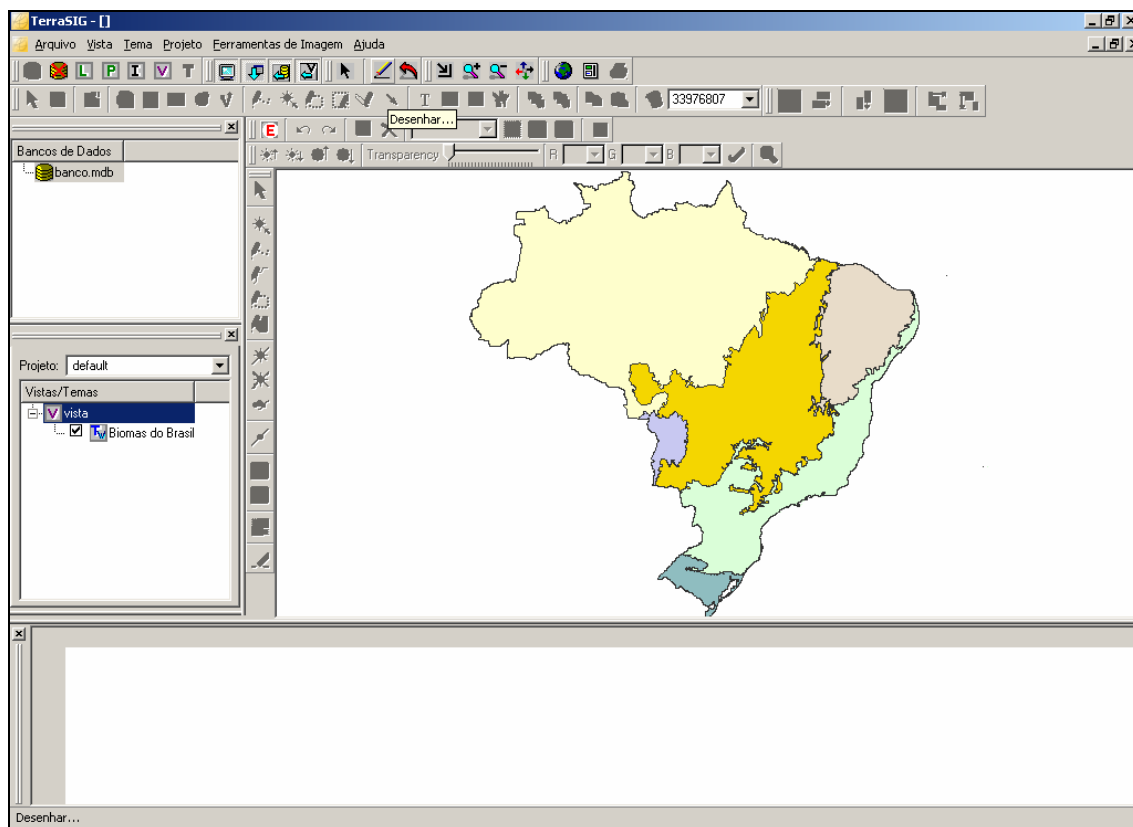 TerraSIG - []
Arquivo Vista Tema Projeto Ferramentas de Imagem Ajuda
L P I V T
T 33976807
Desenhar...
E
Transparency R G B
Bancos de Dados
banco.mdb
Projeto: default
Vistas/Temas
V vista
Biomas do Brasil
Desenhar...